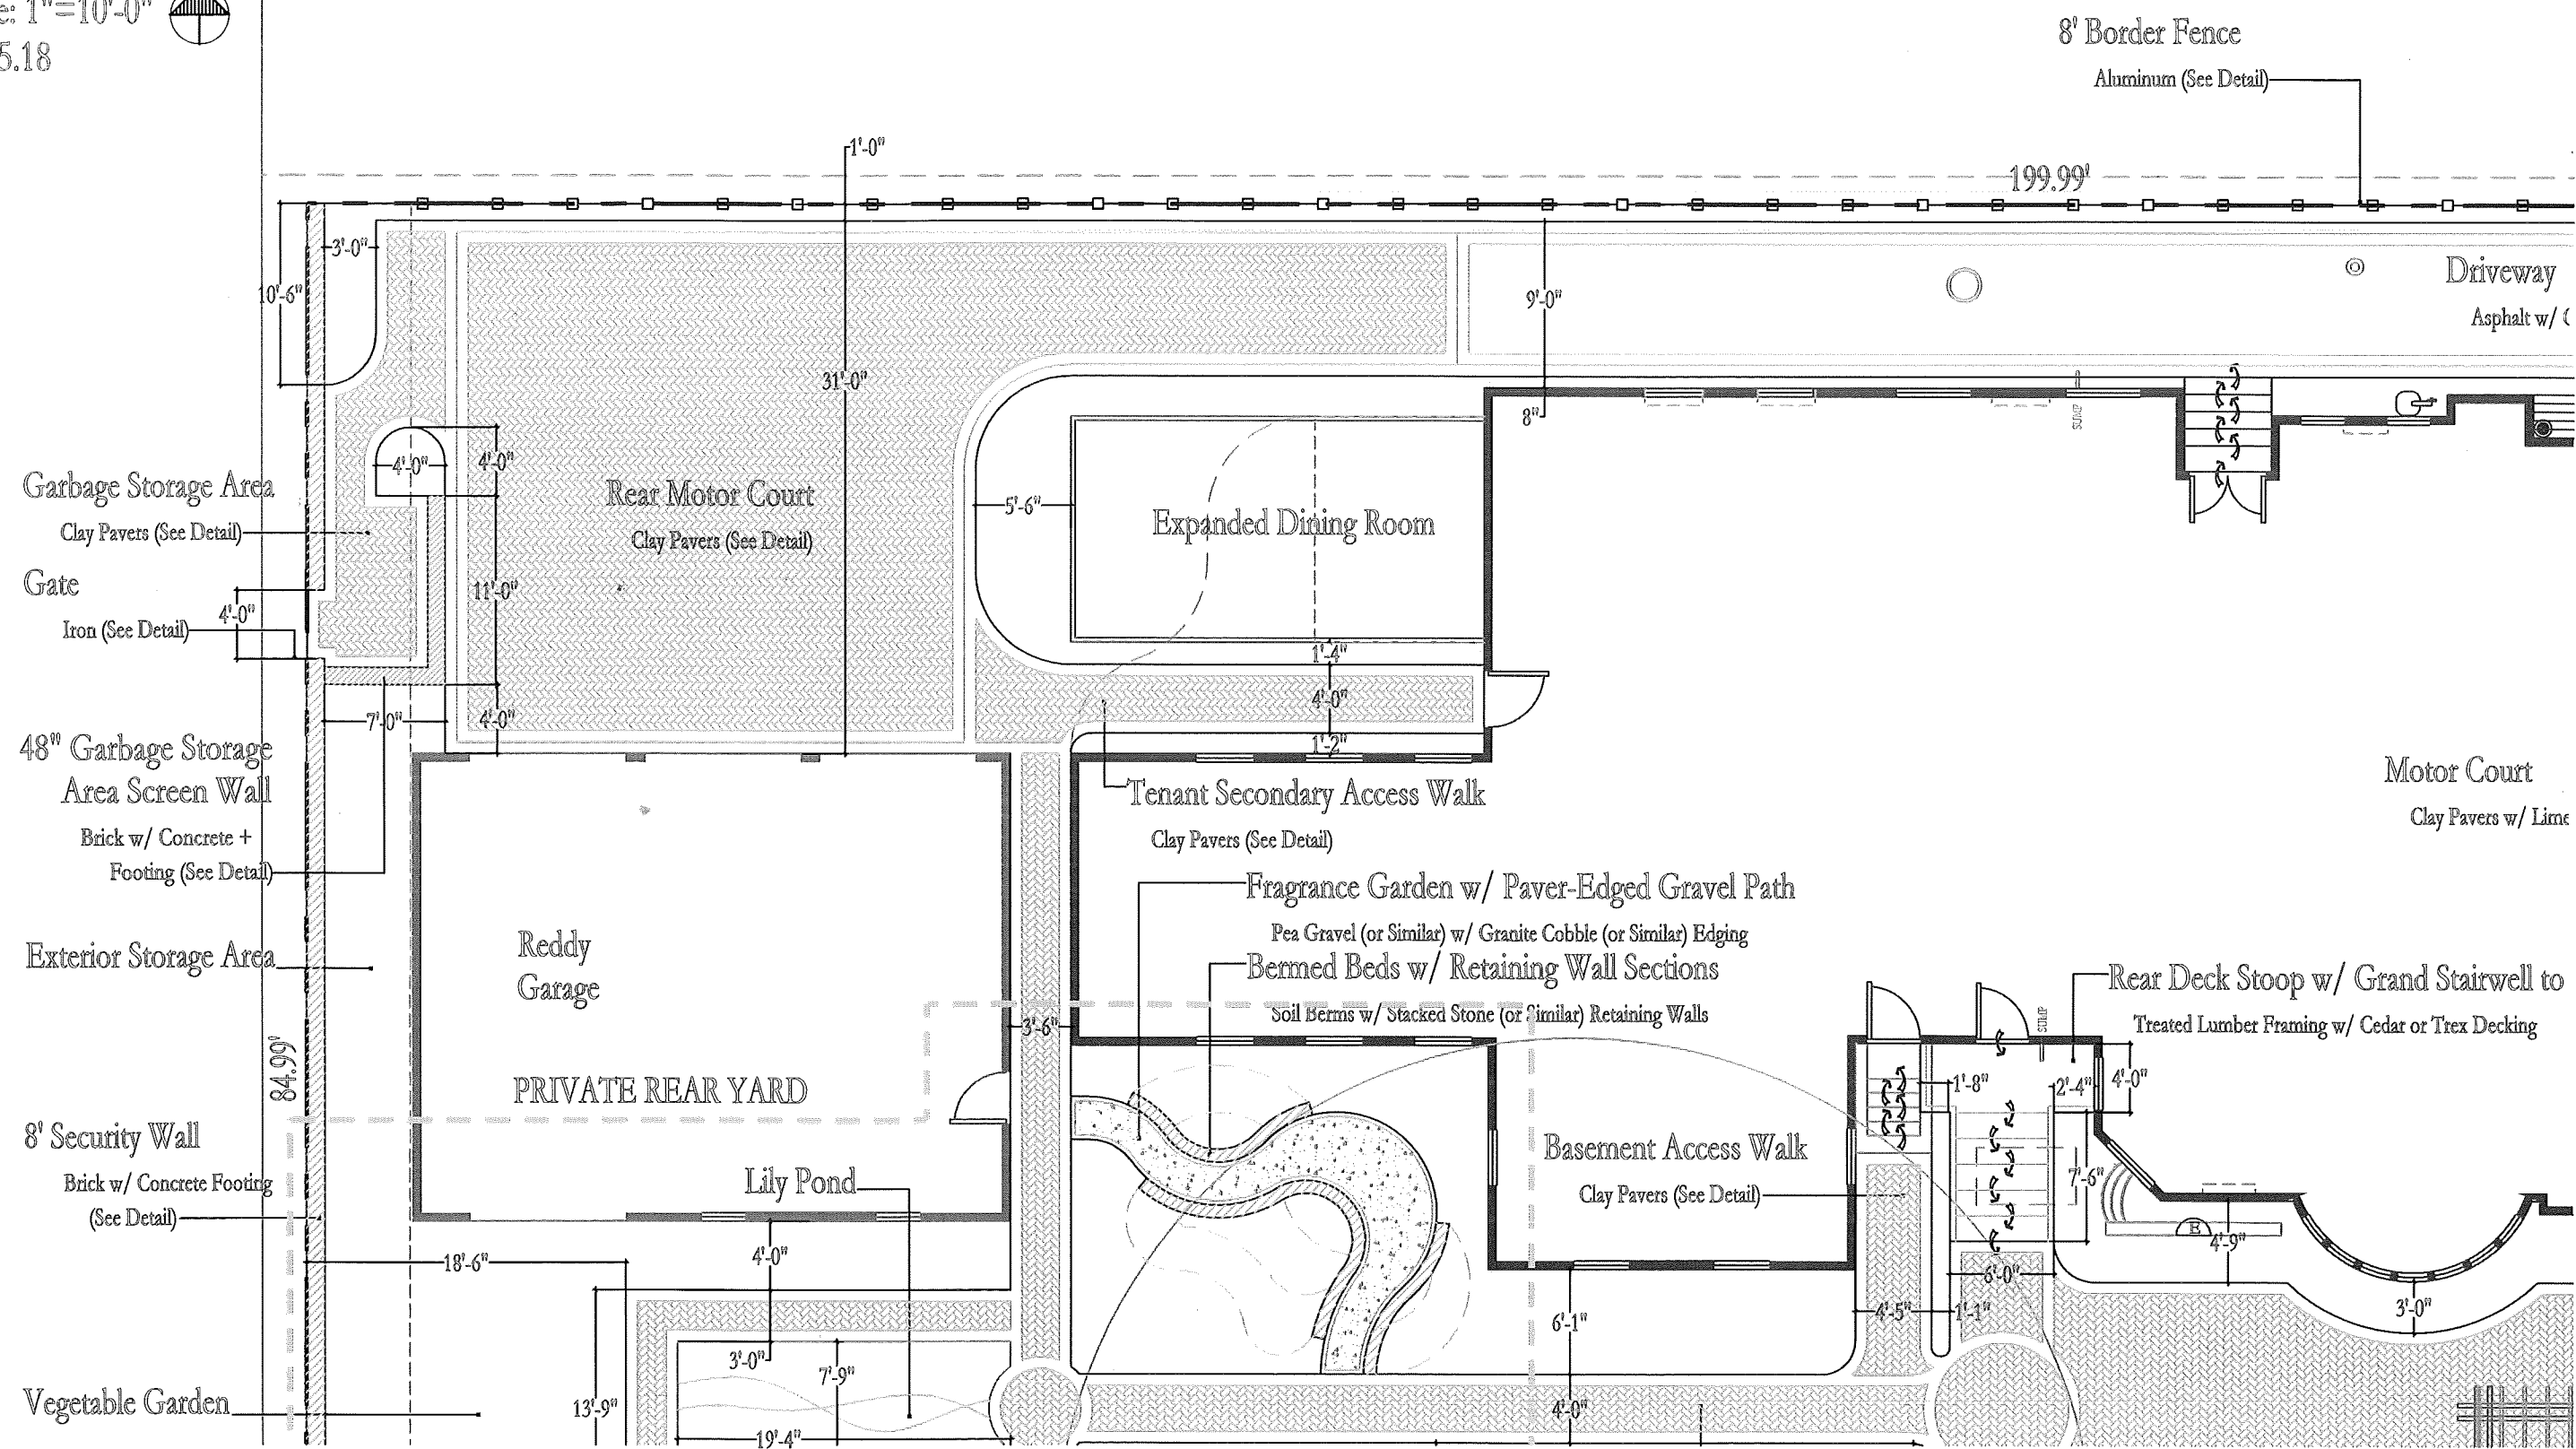 e: 1"=10'-0"
5.18
8' Border Fence
Aluminum (See Detail)
1'-0"
199.99'
3'-0"
10'-6"
9'-0"
Driveway
Asphalt w/
31'-0"
8"
SUMP
4'-0"
4'-0"
Garbage Storage Area
Clay Pavers (See Detail)
Rear Motor Court
Clay Pavers (See Detail)
5'-6"
Expanded Dining Room
Gate
4'-0"
Iron (See Detail)
11'-0"
1'-4"
4'-0"
7'-0"
4'-0"
1'-2"
48" Garbage Storage
Area Screen Wall
Brick w/ Concrete +
Footing (See Detail)
Tenant Secondary Access Walk
Clay Pavers (See Detail)
Motor Court
Clay Pavers w/ Lime
Fragrance Garden w/ Paver-Edged Gravel Path
Pea Gravel (or Similar) w/ Granite Cobble (or Similar) Edging
Bermed Beds w/ Retaining Wall Sections
Soil Berms w/ Stacked Stone (or Similar) Retaining Walls
Exterior Storage Area
Reddy
Garage
3'-6"
Rear Deck Stoop w/ Grand Stairwell to
Treated Lumber Framing w/ Cedar or Trex Decking
SUMP
84.99'
PRIVATE REAR YARD
1'-8"
2'-4"
4'-0"
8' Security Wall
Brick w/ Concrete Footing
(See Detail)
Lily Pond
Basement Access Walk
Clay Pavers (See Detail)
7'-6"
E
4'-9"
18'-6"
4'-0"
6'-0"
6'-1"
4'-5"
1'-1"
3'-0"
3'-0"
7'-9"
Vegetable Garden
13'-9"
4'-0"
19'-4"